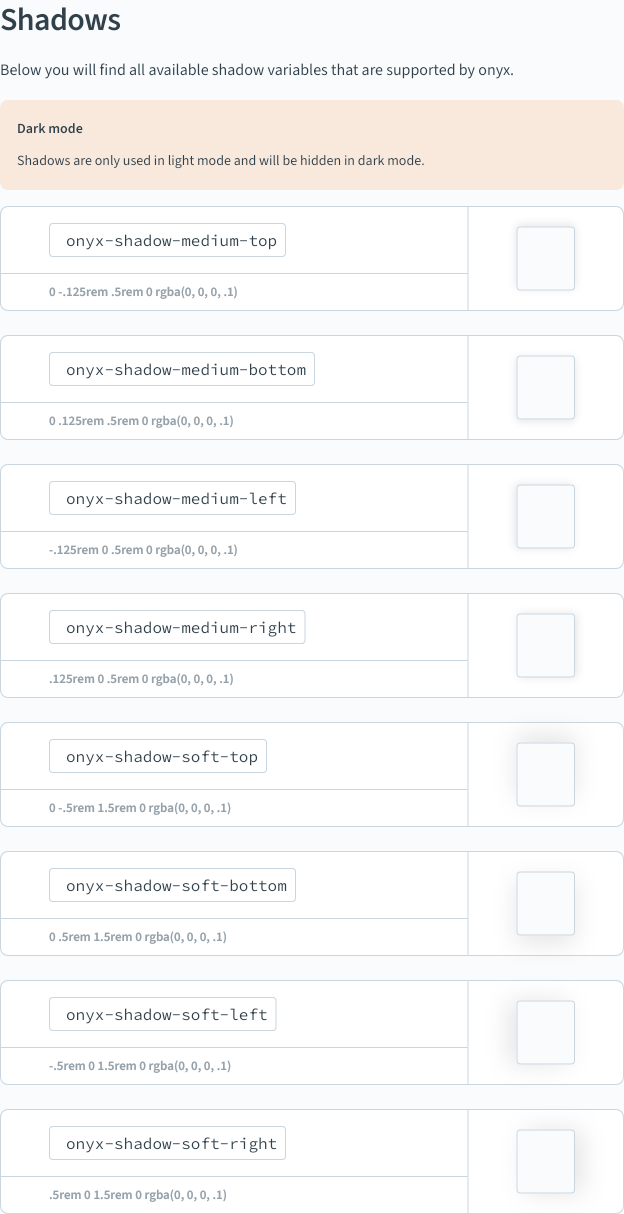 Shadows
Below you will find all available shadow variables that are supported by onyx.
Dark mode
Shadows are only used in light mode and will be hidden in dark mode.
onyx-shadow-medium-top
0 -.125rem .5rem 0 rgba(0, 0, 0, .1)
onyx-shadow-medium-bottom
0 .125rem .5rem 0 rgba(0, 0, 0, .1)
onyx-shadow-medium-left
-.125rem 0 .5rem 0 rgba(0, 0, 0, .1)
onyx-shadow-medium-right
.125rem 0 .5rem 0 rgba(0, 0, 0, .1)
onyx-shadow-soft-top
0 -.5rem 1.5rem 0 rgba(0, 0, 0, .1)
onyx-shadow-soft-bottom
0 .5rem 1.5rem 0 rgba(0, 0, 0, .1)
onyx-shadow-soft-left
-.5rem 0 1.5rem 0 rgba(0, 0, 0, .1)
onyx-shadow-soft-right
.5rem 0 1.5rem 0 rgba(0, 0, 0, .1)